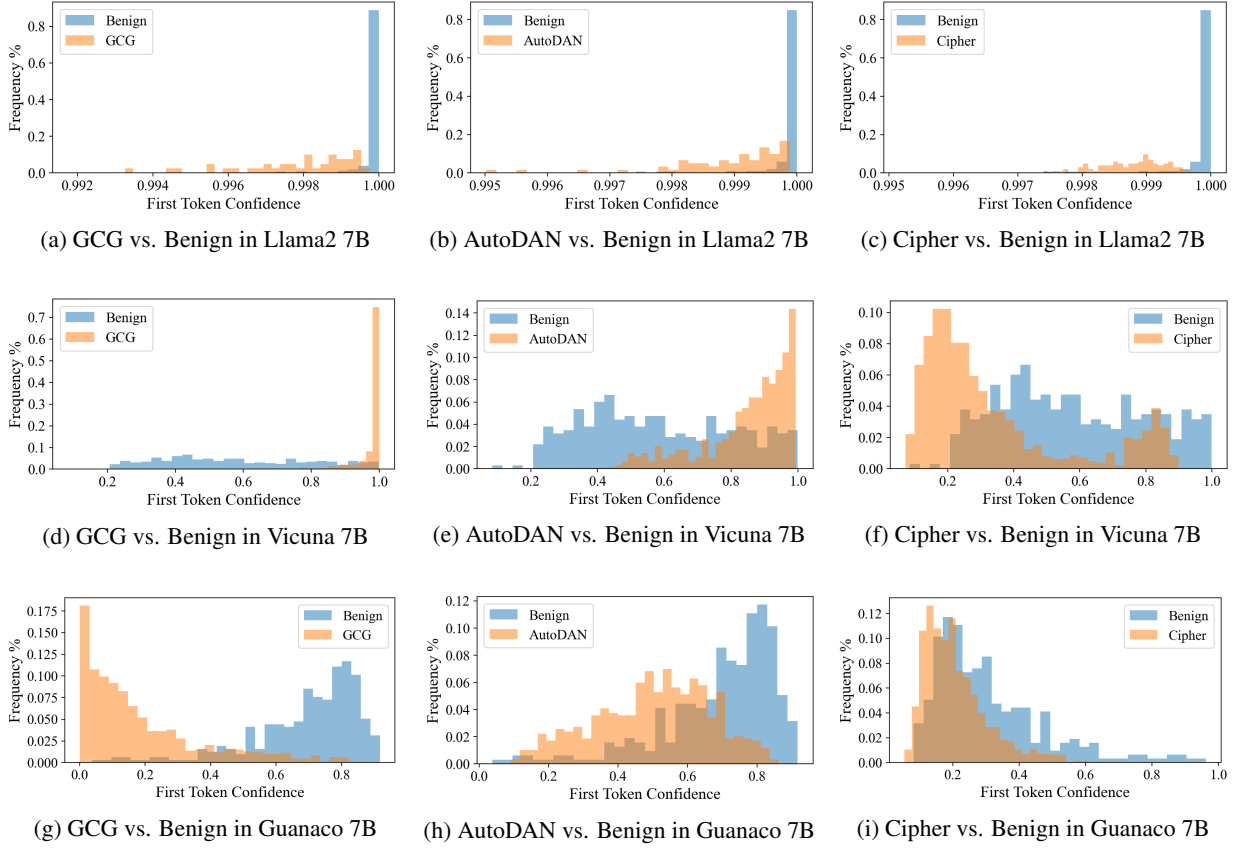 Benign
GCG
Frequency %
0.8
0.6
0.4
0.2
0.0
0.992 0.994 0.996 0.998 1.000
First Token Confidence
(a) GCG vs. Benign in Llama2 7B
Benign
AutoDAN
Frequency %
0.8
0.6
0.4
0.2
0.0
0.995 0.996 0.997 0.998 0.999 1.000
First Token Confidence
(b) AutoDAN vs. Benign in Llama2 7B
Benign
Cipher
Frequency %
0.8
0.6
0.4
0.2
0.0
0.995 0.996 0.997 0.998 0.999 1.000
First Token Confidence
(c) Cipher vs. Benign in Llama2 7B
Benign
GCG
Frequency %
0.7
0.6
0.5
0.4
0.3
0.2
0.1
0.0
0.2 0.4 0.6 0.8 1.0
First Token Confidence
(d) GCG vs. Benign in Vicuna 7B
Benign
AutoDAN
Frequency %
0.14
0.12
0.10
0.08
0.06
0.04
0.02
0.00
0.2 0.4 0.6 0.8 1.0
First Token Confidence
(e) AutoDAN vs. Benign in Vicuna 7B
Benign
Cipher
Frequency %
0.10
0.08
0.06
0.04
0.02
0.00
0.2 0.4 0.6 0.8 1.0
First Token Confidence
(f) Cipher vs. Benign in Vicuna 7B
Benign
GCG
Frequency %
0.175
0.150
0.125
0.100
0.075
0.050
0.025
0.000
0.0 0.2 0.4 0.6 0.8
First Token Confidence
(g) GCG vs. Benign in Guanaco 7B
Benign
AutoDAN
Frequency %
0.12
0.10
0.08
0.06
0.04
0.02
0.00
0.0 0.2 0.4 0.6 0.8
First Token Confidence
(h) AutoDAN vs. Benign in Guanaco 7B
Benign
Cipher
Frequency %
0.12
0.10
0.08
0.06
0.04
0.02
0.00
0.2 0.4 0.6 0.8 1.0
First Token Confidence
(i) Cipher vs. Benign in Guanaco 7B